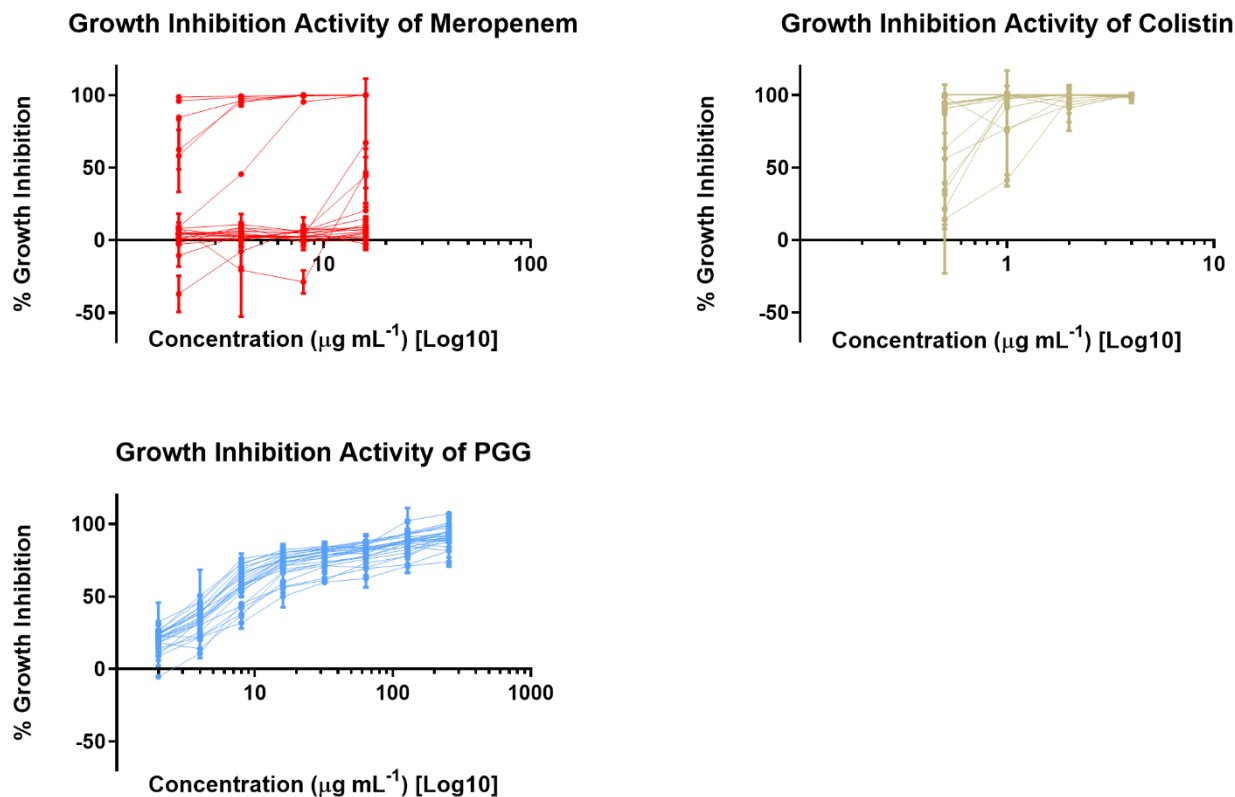 Growth Inhibition Activity of Meropenem
% Growth Inhibition
100
50
0
-50
10
100
Concentration (μg mL⁻¹) [Log10]
Growth Inhibition Activity of Colistin
% Growth Inhibition
100
50
0
-50
1
10
Concentration (μg mL⁻¹) [Log10]
Growth Inhibition Activity of PGG
% Growth Inhibition
100
50
0
-50
10
100
1000
Concentration (μg mL⁻¹) [Log10]